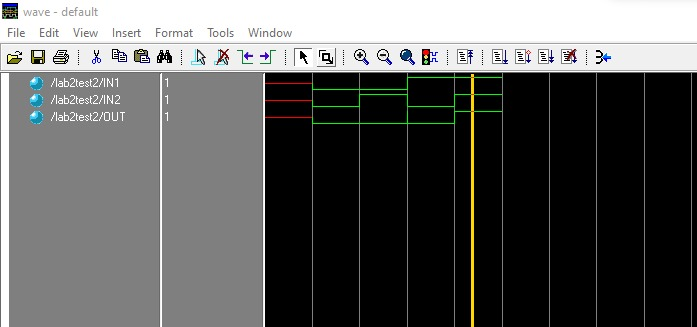 wave - default
File Edit View Insert Format Tools Window
/lab2test2/IN1 1
/lab2test2/IN2 1
/lab2test2/OUT 1